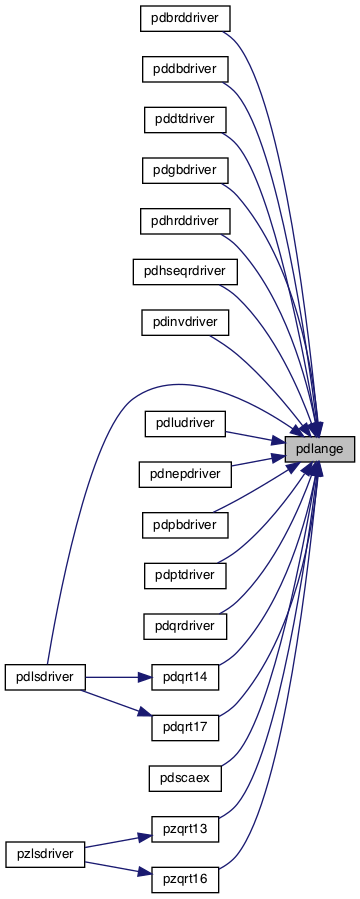 pdbrddriver
pddbdriver
pddtdriver
pdgbdriver
pdhrddriver
pdhseqrdriver
pdinvdriver
pdludriver
pdlange
pdnepdriver
pdpbdriver
pdptdriver
pdqrdriver
pdlsdriver
pdqrt14
pdqrt17
pdscaex
pzqrt13
pzlsdriver
pzqrt16